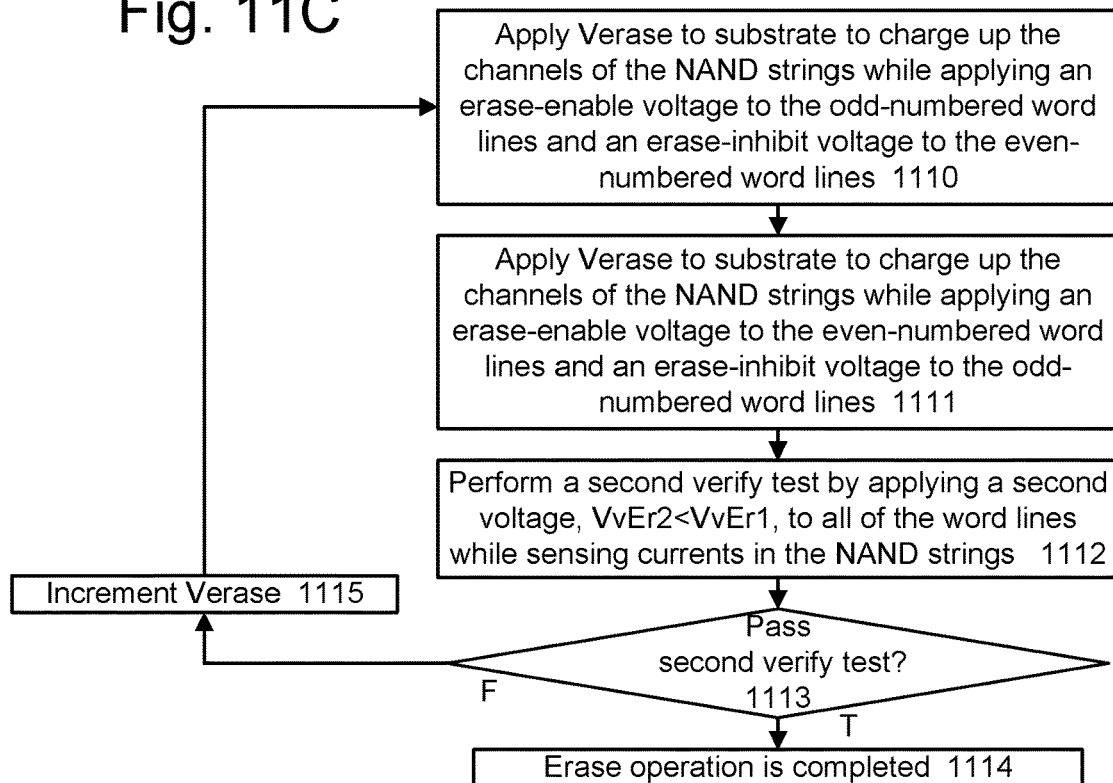 Fig. 11C
Apply Verase to substrate to charge up the
channels of the NAND strings while applying an
erase-enable voltage to the odd-numbered word
lines and an erase-inhibit voltage to the even-
numbered word lines 1110
Apply Verase to substrate to charge up the
channels of the NAND strings while applying an
erase-enable voltage to the even-numbered word
lines and an erase-inhibit voltage to the odd-
numbered word lines 1111
Perform a second verify test by applying a second
voltage, VvEr2<VvEr1, to all of the word lines
while sensing currents in the NAND strings 1112
Increment Verase 1115
Pass
second verify test?
1113
F
T
Erase operation is completed 1114